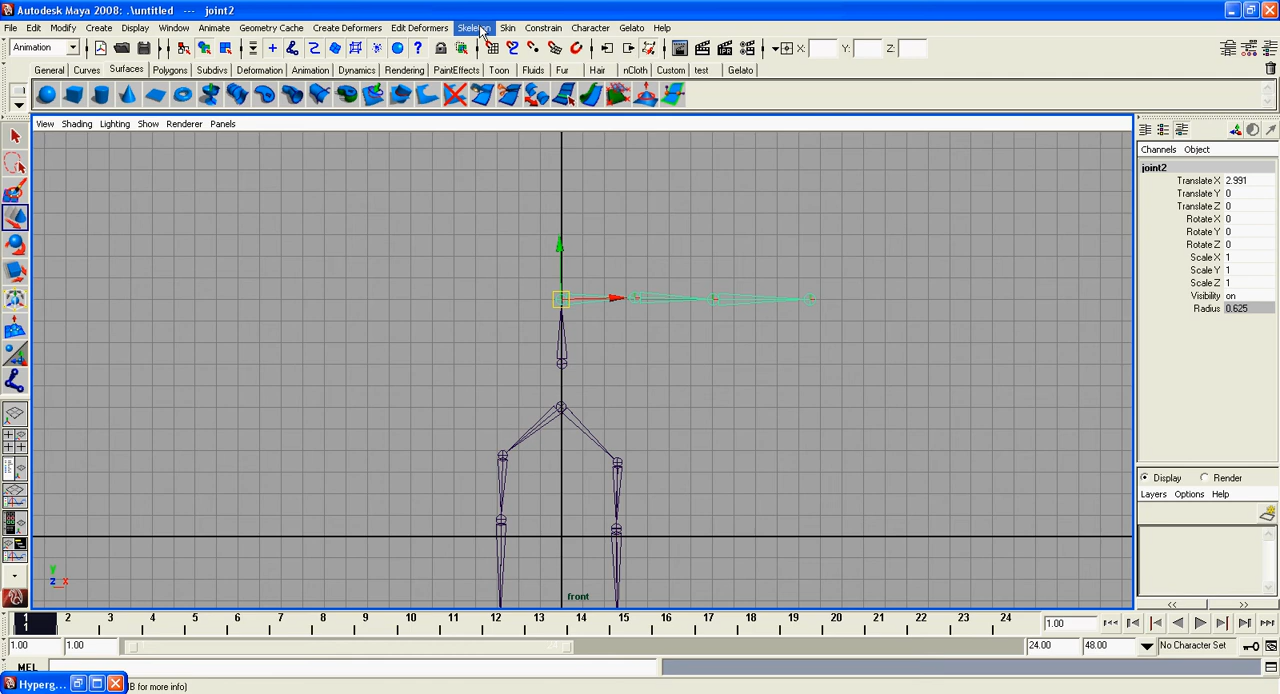 Autodesk Maya 2008: .\untitled --- joint2
File Edit Modify Create Display Window Animate Geometry Cache Create Deformers Edit Deformers Skeleton Skin Constrain Character Gelato Help
Animation X: Y: Z:
General Curves Surfaces Polygons Subdivs Deformation Animation Dynamics Rendering PaintEffects Toon Fluids Fur Hair nCloth Custom test Gelato
View Shading Lighting Show Renderer Panels
Channels Object
joint2
Translate X 2.991
Translate Y 0
Translate Z 0
Rotate X 0
Rotate Y 0
Rotate Z 0
Scale X 1
Scale Y 1
Scale Z 1
Visibility on
Radius 0.625
Display Render
Layers Options Help
y
z x
front
<< >>
1 2 3 4 5 6 7 8 9 10 11 12 13 14 15 16 17 18 19 20 21 22 23 24
1 1.00
1.00 1.00 24.00 48.00 No Character Set
MEL
Hyperg... B for more info)